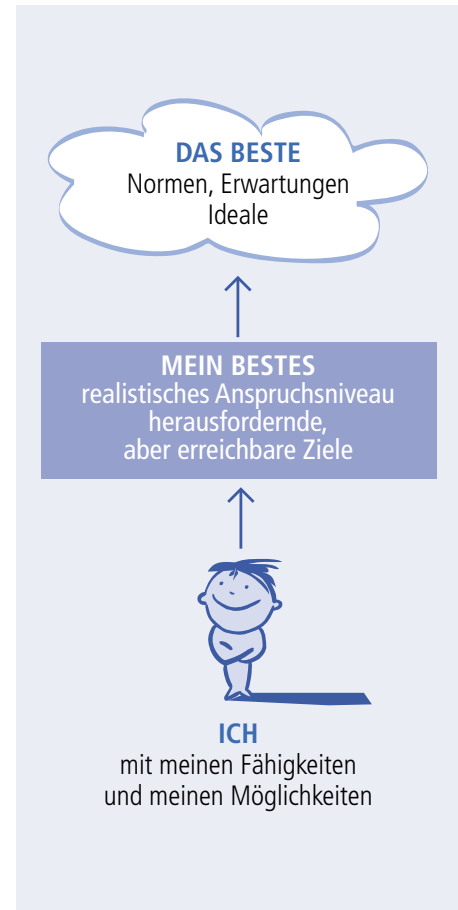 DAS BESTE
Normen, Erwartungen
Ideale
MEIN BESTES
realistisches Anspruchsniveau
herausfordernde,
aber erreichbare Ziele
ICH
mit meinen Fähigkeiten
und meinen Möglichkeiten